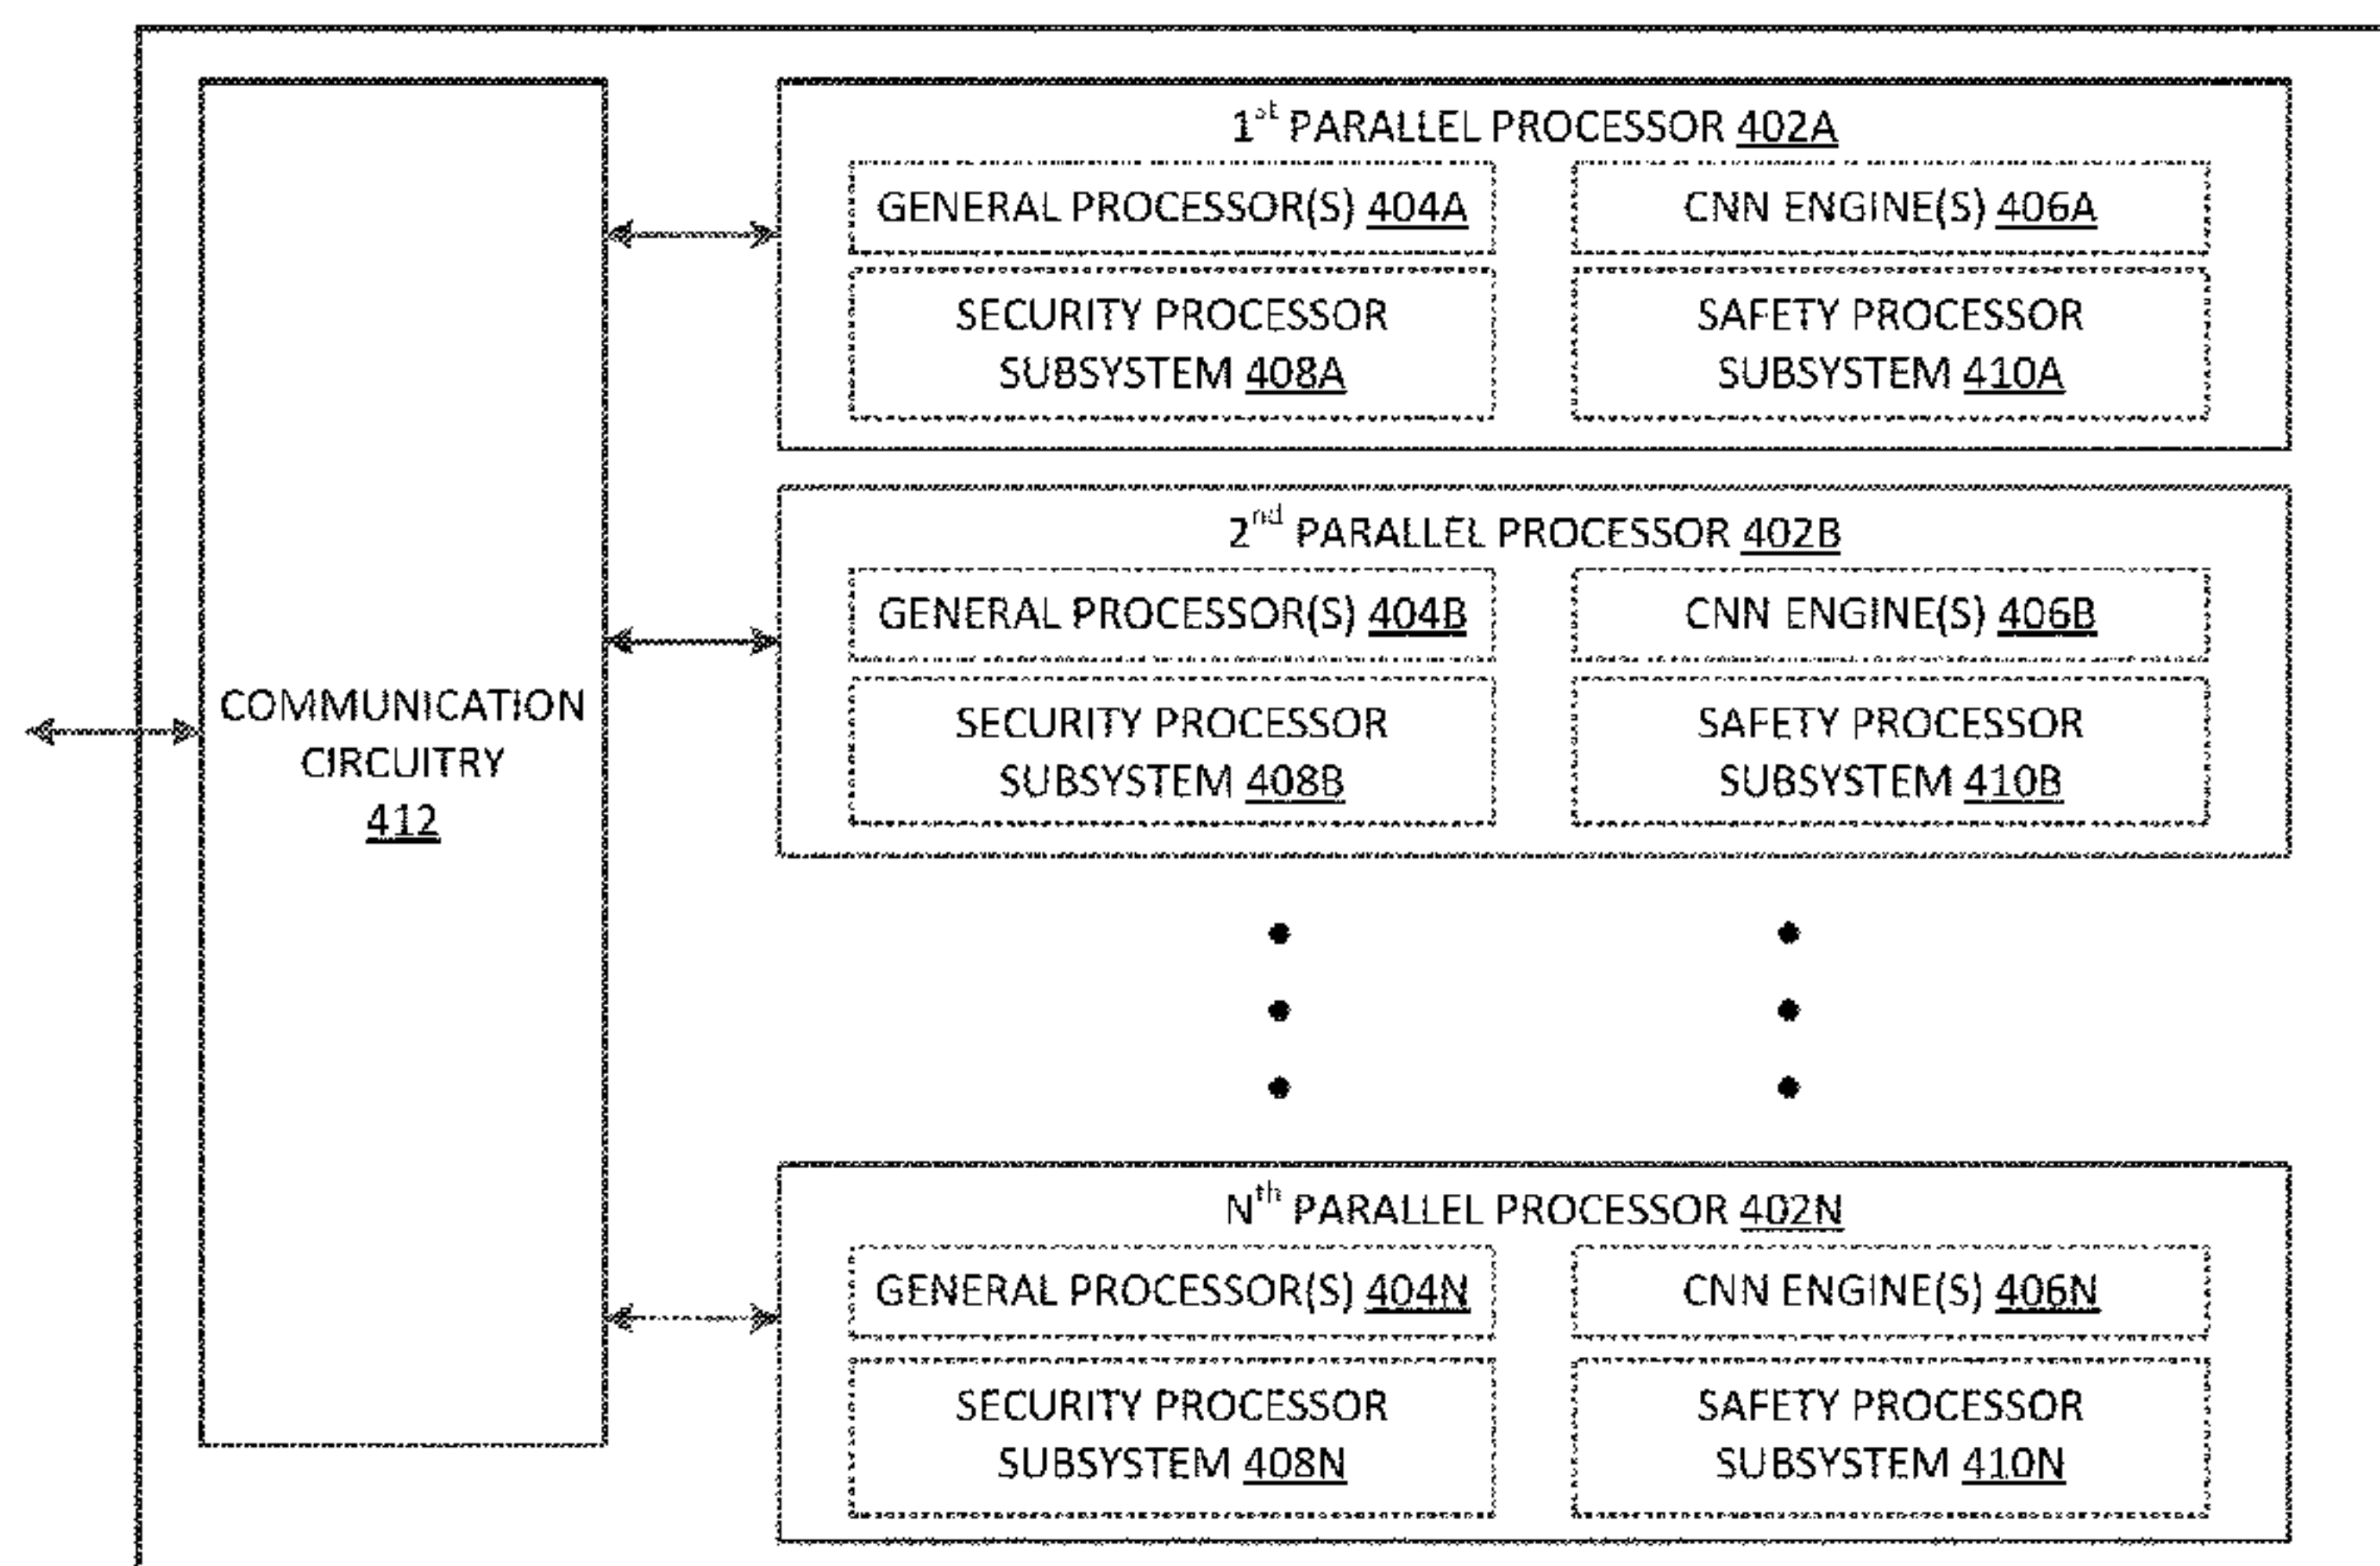 COMMUNICATION
CIRCUITRY
412
1st PARALLEL PROCESSOR 402A
GENERAL PROCESSOR(S) 404A
CNN ENGINE(S) 406A
SECURITY PROCESSOR
SUBSYSTEM 408A
SAFETY PROCESSOR
SUBSYSTEM 410A
2nd PARALLEL PROCESSOR 402B
GENERAL PROCESSOR(S) 404B
CNN ENGINE(S) 406B
SECURITY PROCESSOR
SUBSYSTEM 408B
SAFETY PROCESSOR
SUBSYSTEM 410B
Nth PARALLEL PROCESSOR 402N
GENERAL PROCESSOR(S) 404N
CNN ENGINE(S) 406N
SECURITY PROCESSOR
SUBSYSTEM 408N
SAFETY PROCESSOR
SUBSYSTEM 410N